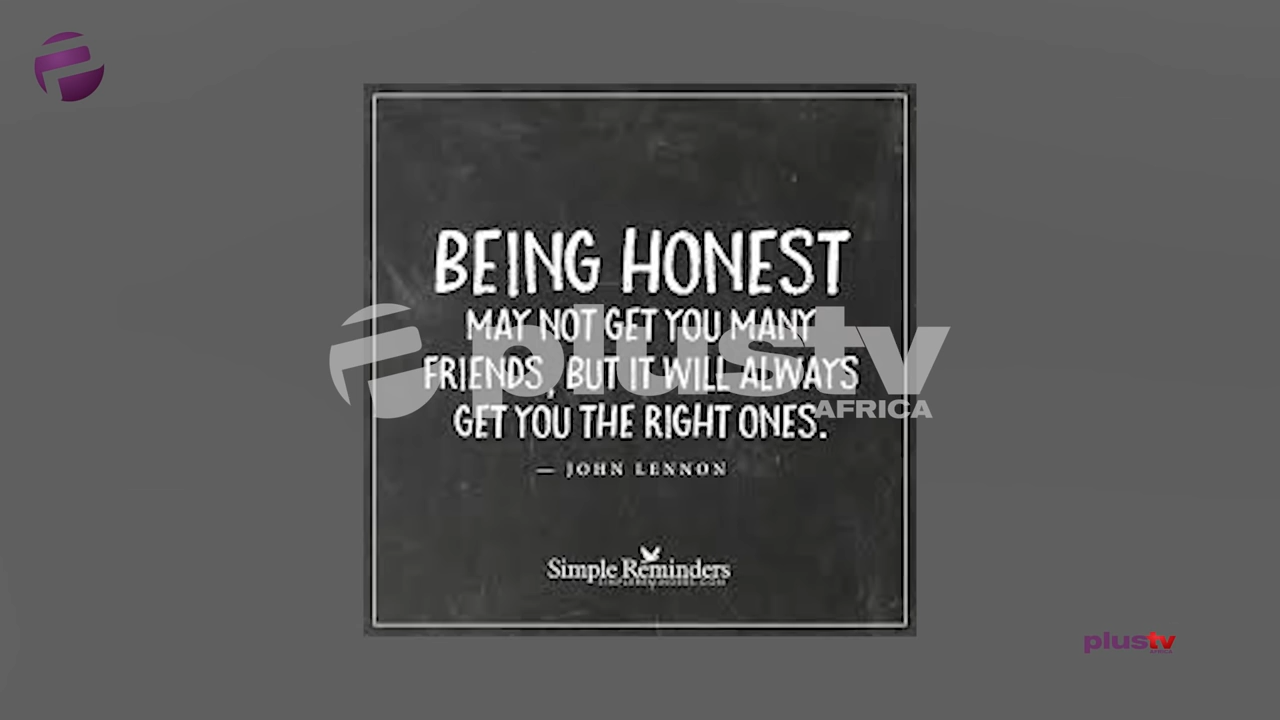 BEING HONEST
MAY NOT GET YOU MANY
FRIENDS, BUT IT WILL ALWAYS
GET YOU THE RIGHT ONES.
— JOHN LENNON
Simple Reminders
plustv
AFRICA
plustv
AFRICA